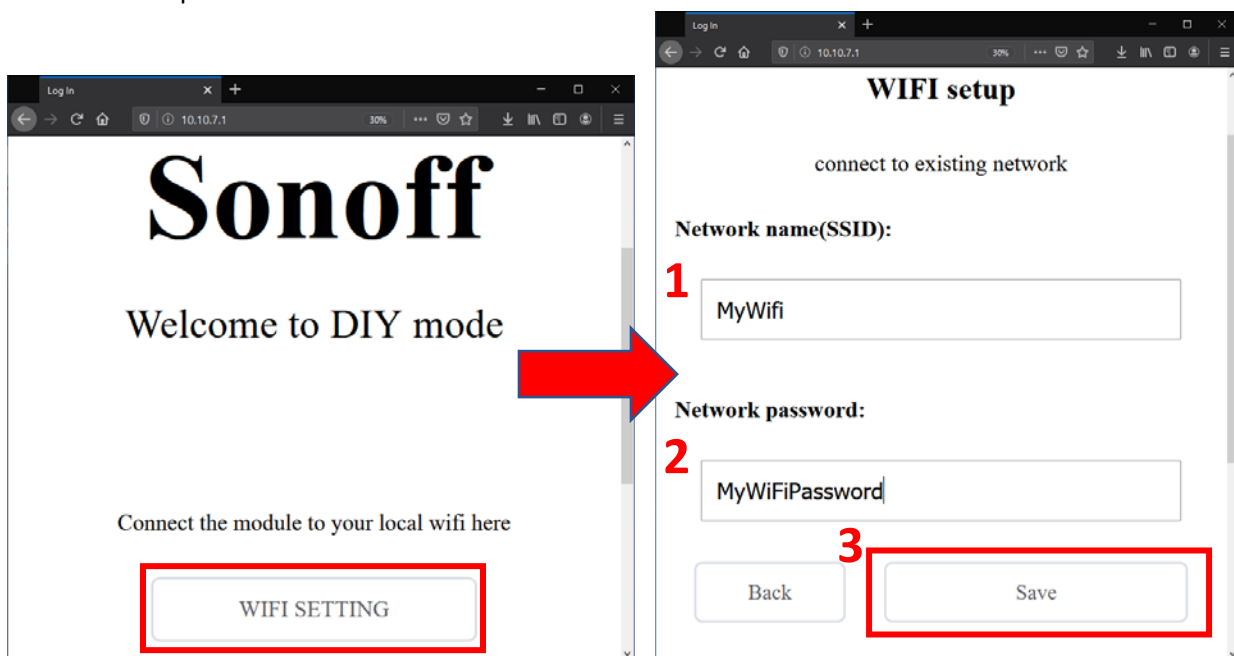 Log In
10.10.7.1
30%
Sonoff
Welcome to DIY mode
Connect the module to your local wifi here
WIFI SETTING
Log In
10.10.7.1
30%
WIFI setup
connect to existing network
Network name(SSID):
1
MyWifi
Network password:
2
MyWiFiPassword
3
Back
Save